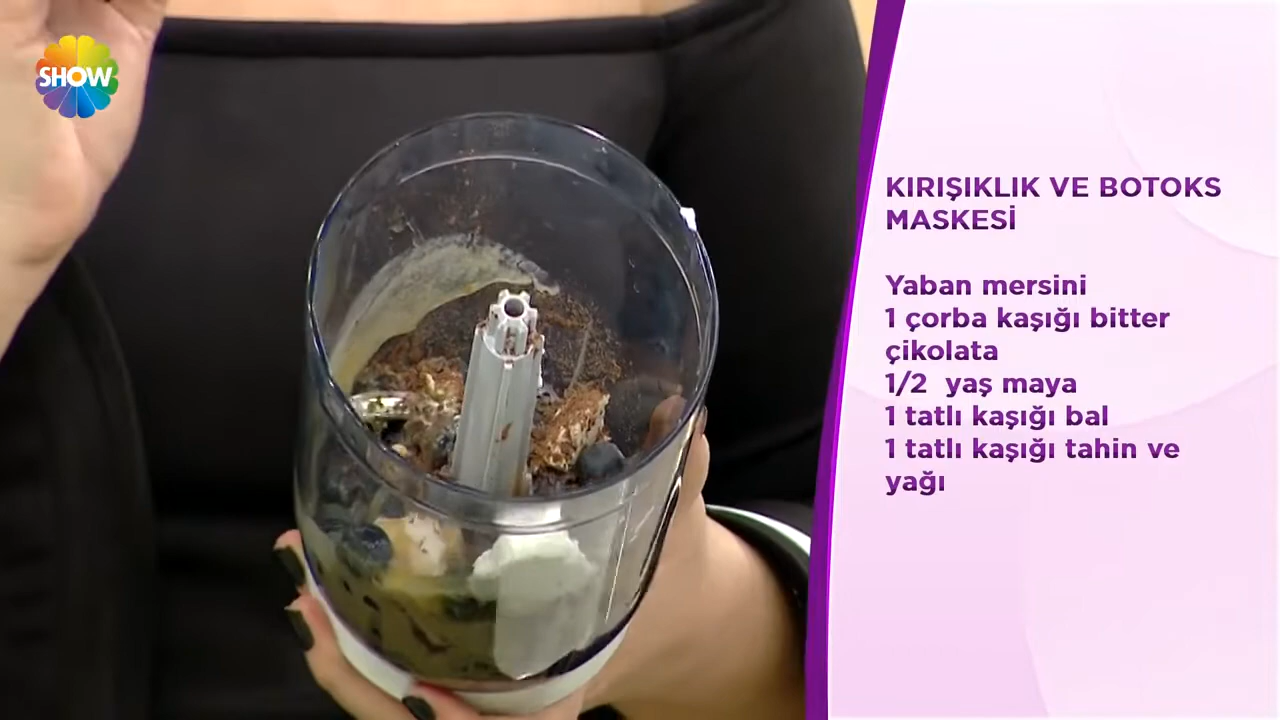 SHOW
KIRIŞIKLIK VE BOTOKS
MASKESİ
Yaban mersini
1 çorba kaşığı bitter
çikolata
1/2 yaş maya
1 tatlı kaşığı bal
1 tatlı kaşığı tahin ve
yağı